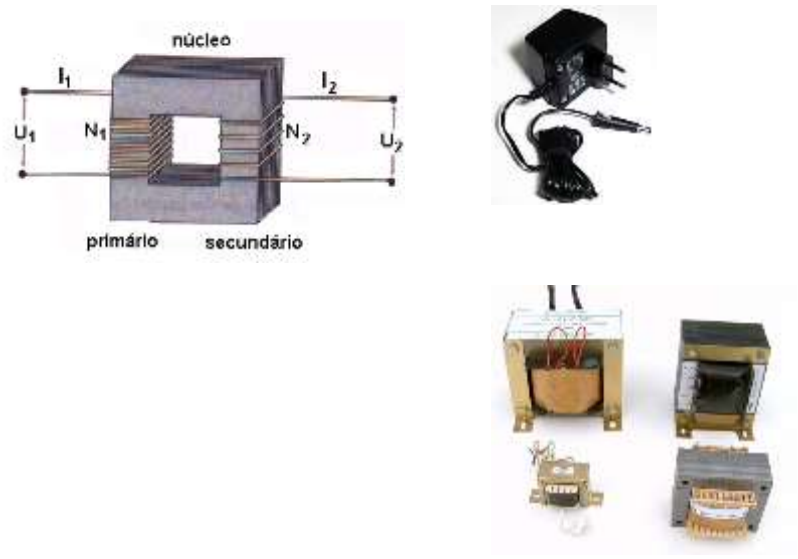 núcleo
I₁
I₂
U₁
N₁
N₂
U₂
primário
secundário